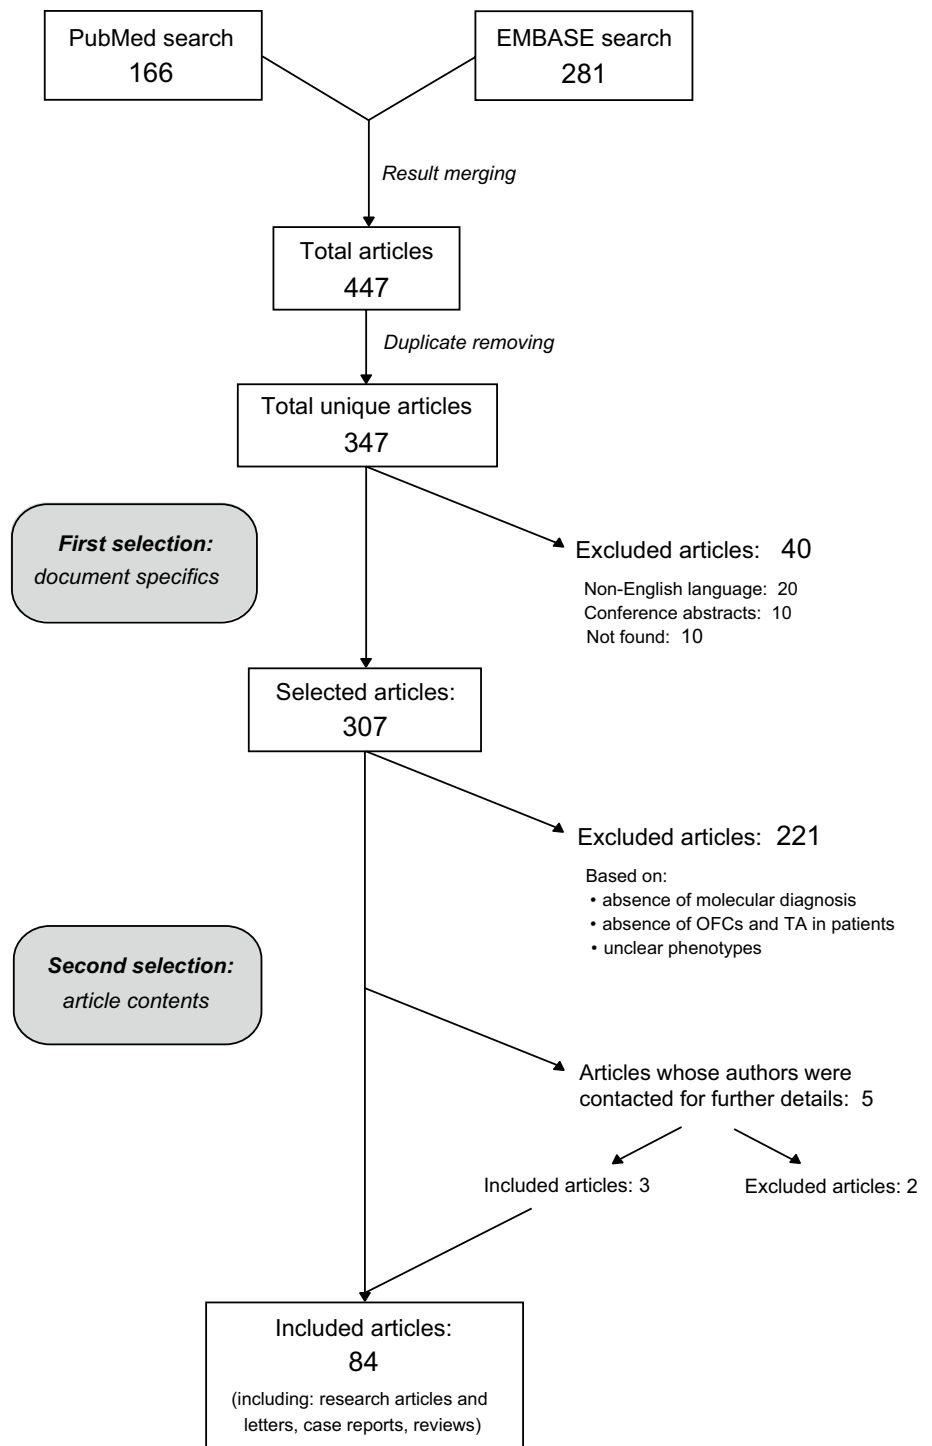 PubMed search
166
EMBASE search
281
Result merging
Total articles
447
Duplicate removing
Total unique articles
347
First selection:
document specifics
Excluded articles: 40
Non-English language: 20
Conference abstracts: 10
Not found: 10
Selected articles:
307
Excluded articles: 221
Based on:
• absence of molecular diagnosis
• absence of OFCs and TA in patients
• unclear phenotypes
Second selection:
article contents
Articles whose authors were
contacted for further details: 5
Included articles: 3
Excluded articles: 2
Included articles:
84
(including: research articles and
letters, case reports, reviews)